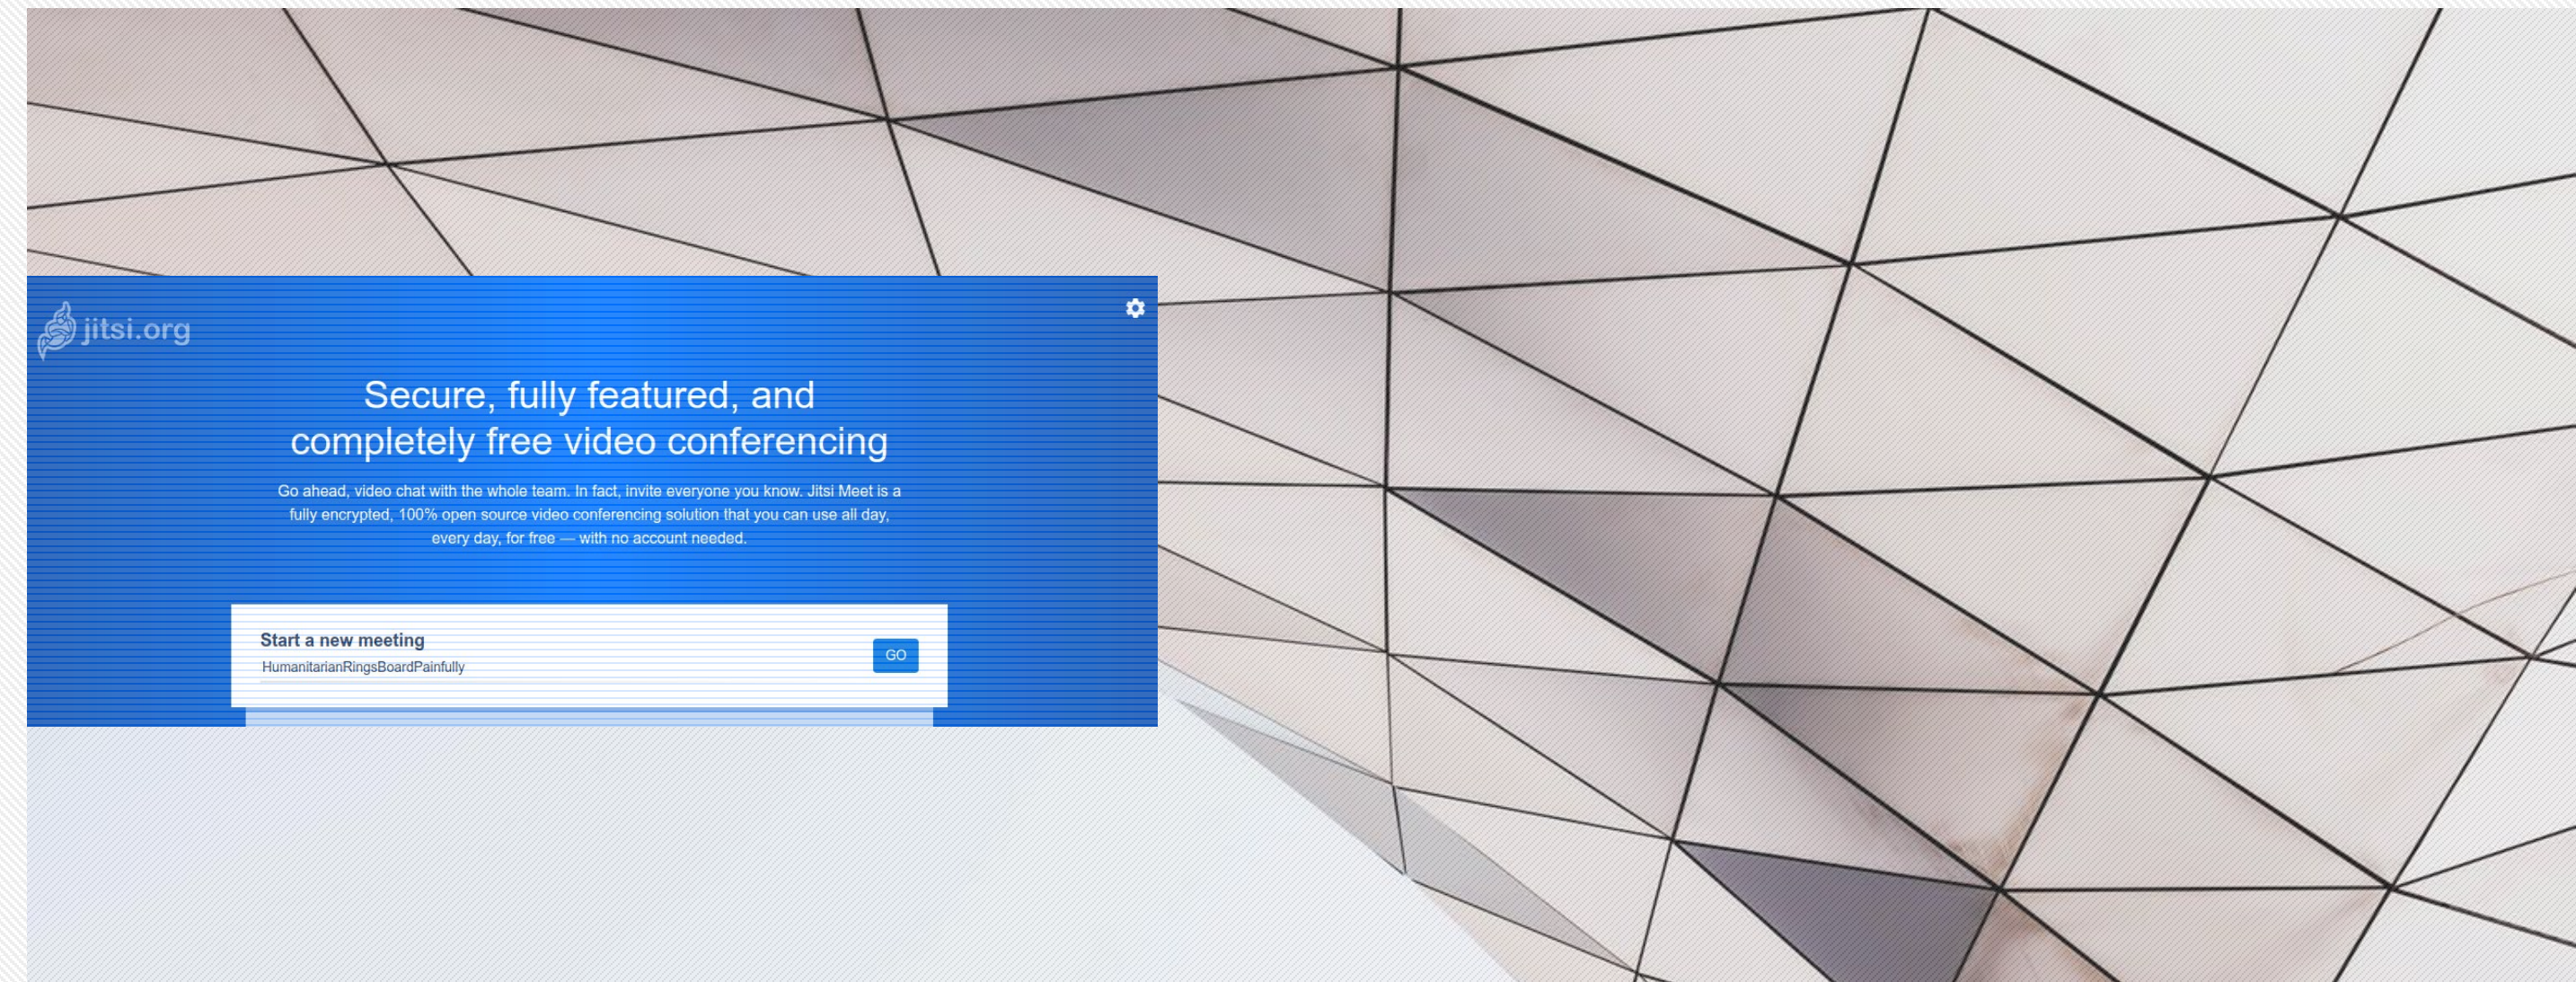 jitsi.org
Secure, fully featured, and
completely free video conferencing
Go ahead, video chat with the whole team. In fact, invite everyone you know. Jitsi Meet is a
fully encrypted, 100% open source video conferencing solution that you can use all day,
every day, for free — with no account needed.
Start a new meeting
HumanitarianRingsBoardPainfully
GO